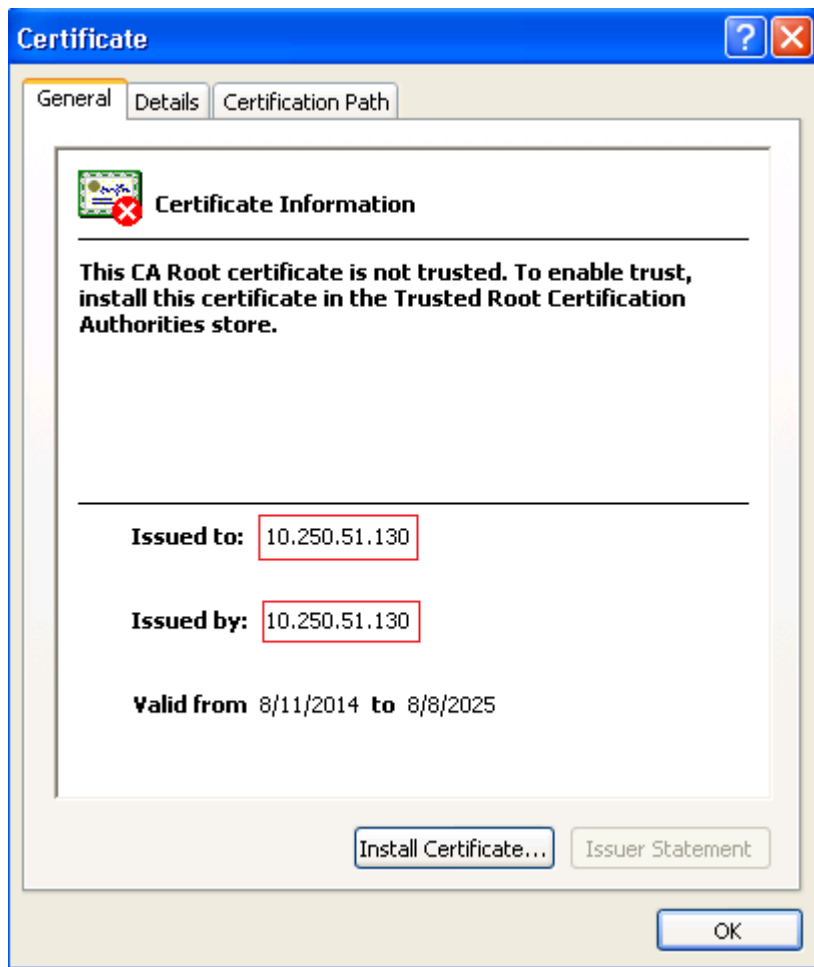 Certificate
General Details Certification Path
Certificate Information
This CA Root certificate is not trusted. To enable trust,
install this certificate in the Trusted Root Certification
Authorities store.
Issued to: 10.250.51.130
Issued by: 10.250.51.130
Valid from 8/11/2014 to 8/8/2025
Install Certificate... Issuer Statement
OK